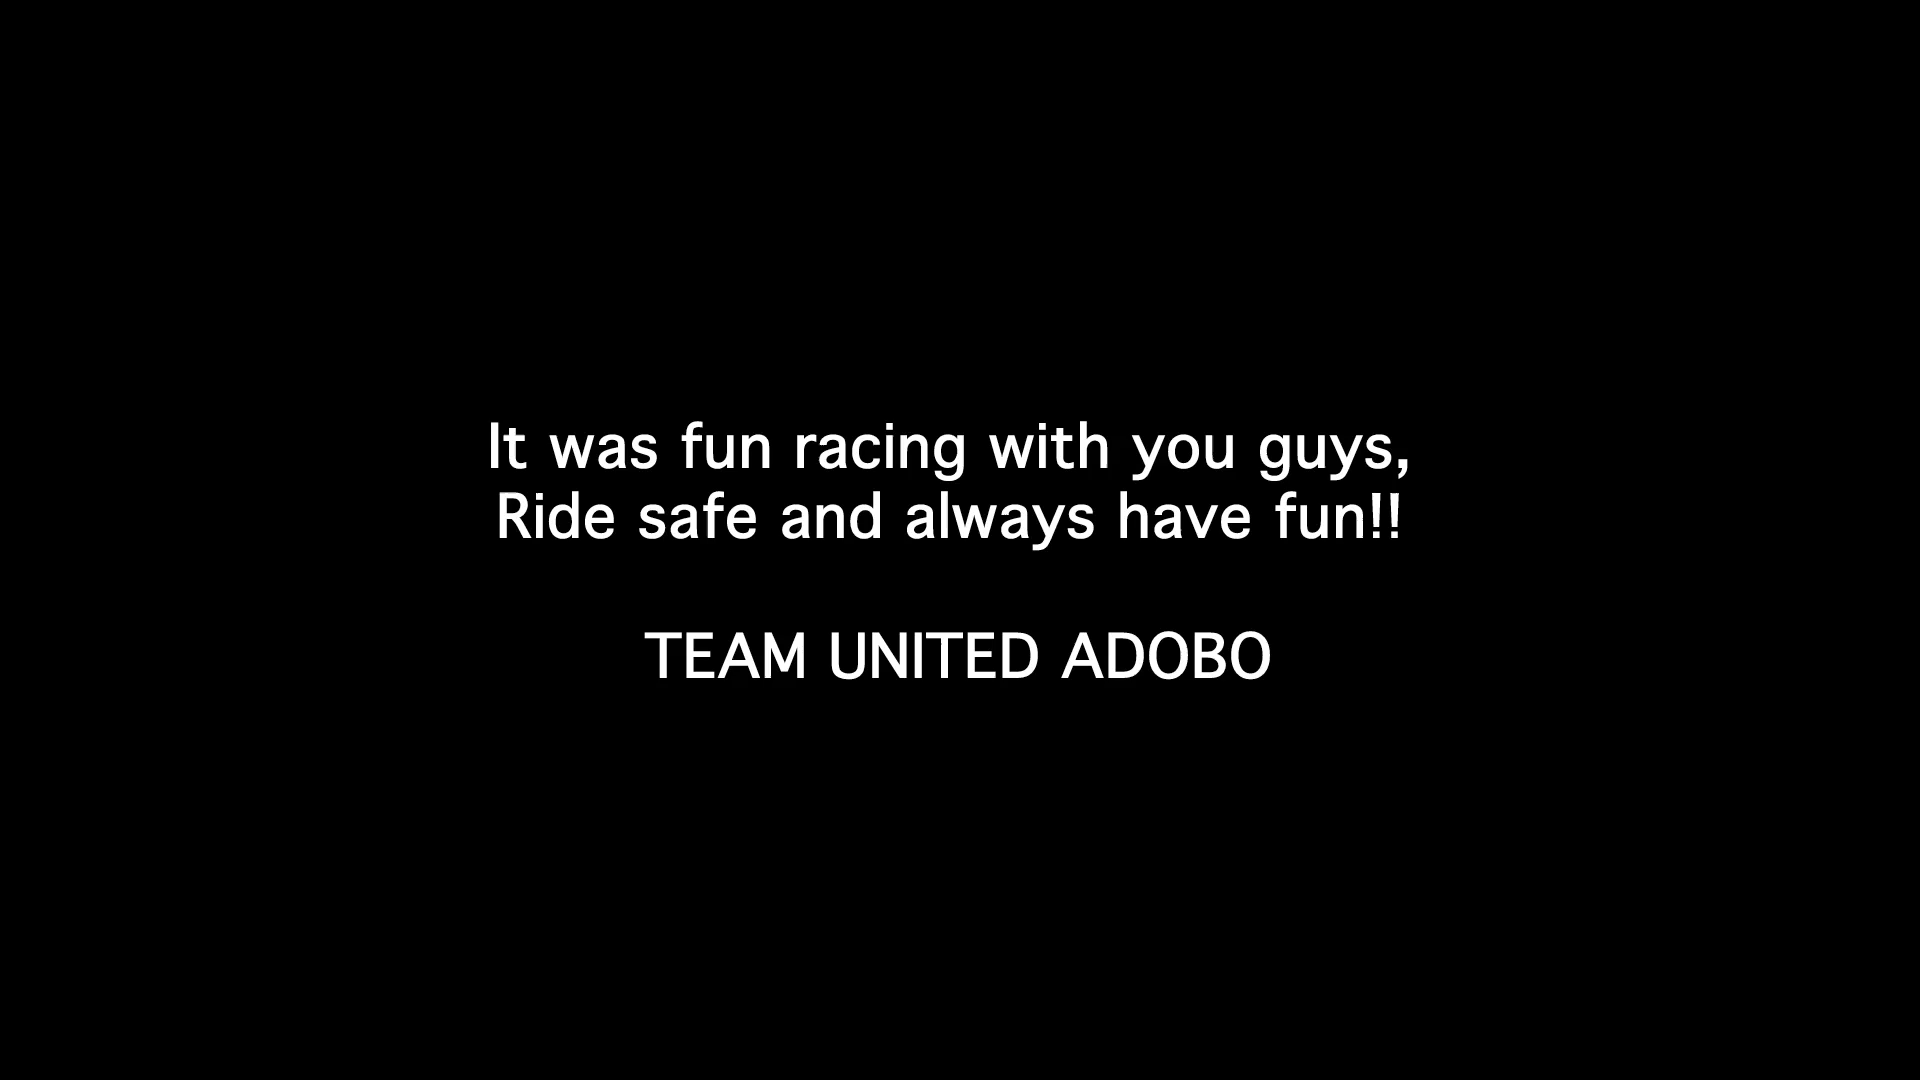 It was fun racing with you guys,
Ride safe and always have fun!!
TEAM UNITED ADOBO